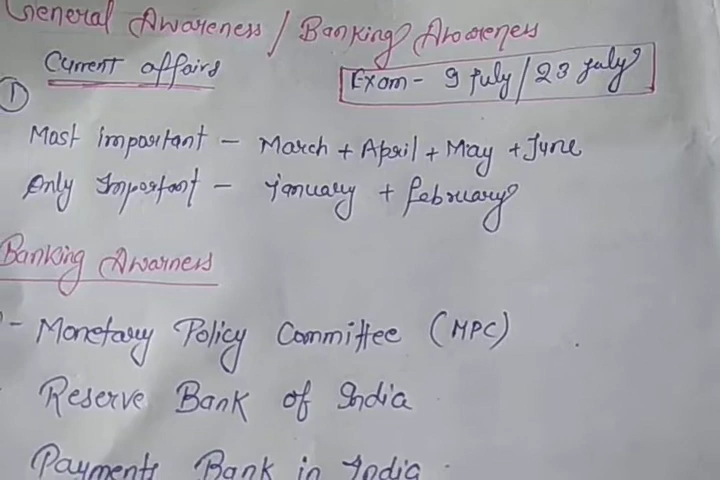 General Awareness / Banking Awareness
Current affairs
Exam - 9 July / 23 July
①
Most important - March + April + May + June
Only Important - January + February
Banking Awarness
- Monetary Policy Committee (MPC)
Reserve Bank of India
Payments Bank in India